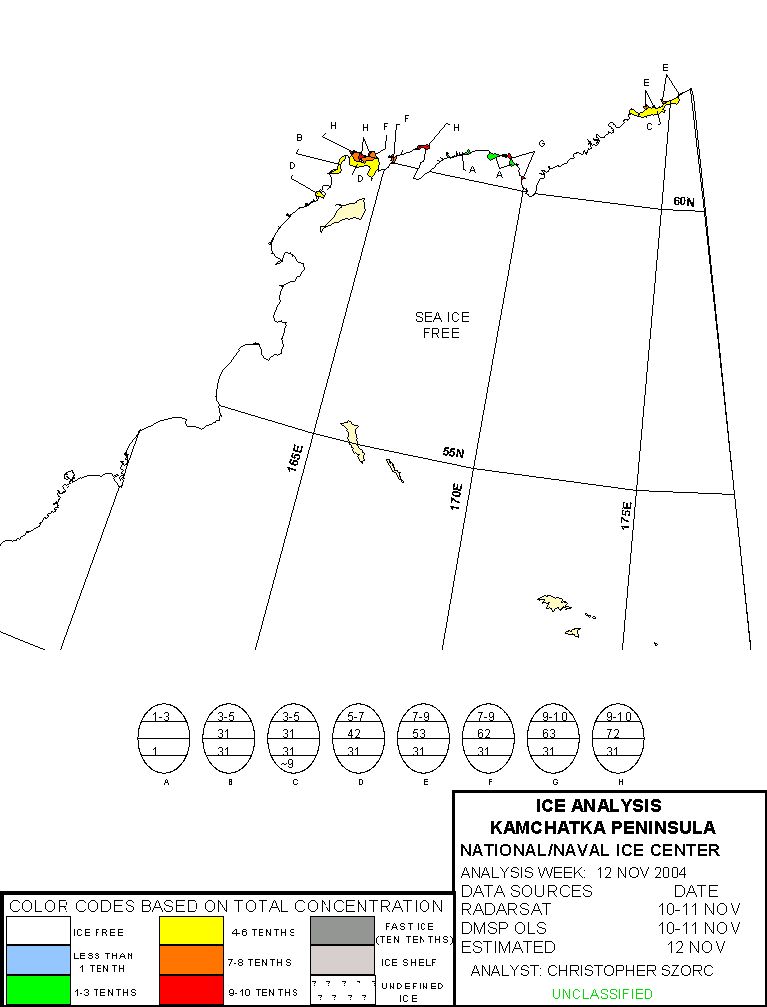 E
E
H H F F H
B
C
G
D
D
A
A
60N
SEA ICE
FREE
165E
55N
170E
175E
1-3 3-5 3-5 5-7 7-9 7-9 9-10 9-10
31 31 42 53 62 63 72
1 31 31 31 31 31 31 31
~9
A B C D E F G H
ICE ANALYSIS
KAMCHATKA PENINSULA
NATIONAL/NAVAL ICE CENTER
ANALYSIS WEEK: 12 NOV 2004
DATA SOURCES DATE
RADARSAT 10-11 NOV
DMSP OLS 10-11 NOV
ESTIMATED 12 NOV
ANALYST: CHRISTOPHER SZORC
UNCLASSIFIED
COLOR CODES BASED ON TOTAL CONCENTRATION
ICE FREE
LESS THAN
1 TENTH
1-3 TENTHS
4-6 TENTHS
7-8 TENTHS
9-10 TENTHS
FAST ICE
(TEN TENTHS)
ICE SHELF
? ? ? ? ?
? ? ? ? ?
UNDEFINED
ICE